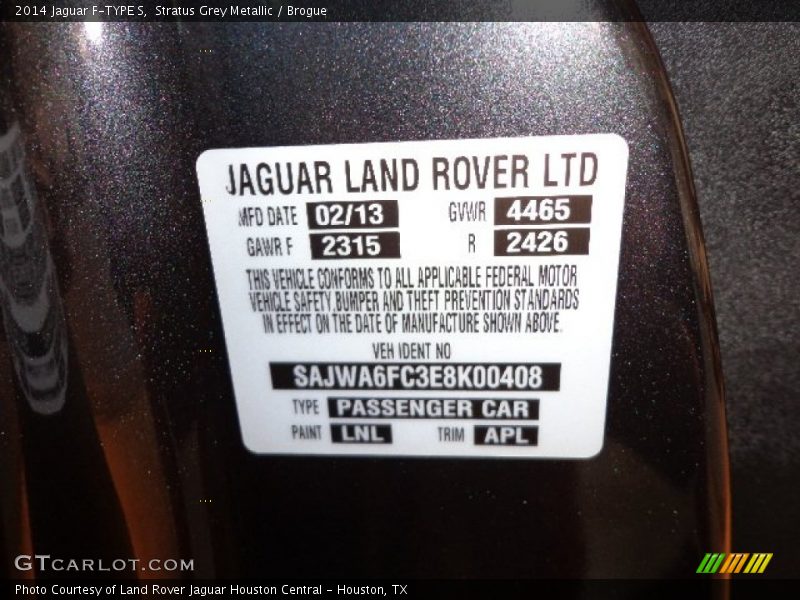 2014 Jaguar F-TYPE S, Stratus Grey Metallic / Brogue
JAGUAR LAND ROVER LTD
MFD DATE 02/13 GVWR 4465
GAWR F 2315 R 2426
THIS VEHICLE CONFORMS TO ALL APPLICABLE FEDERAL MOTOR
VEHICLE SAFETY,BUMPER AND THEFT PREVENTION STANDARDS
IN EFFECT ON THE DATE OF MANUFACTURE SHOWN ABOVE.
VEH IDENT NO
SAJWA6FC3E8K00408
TYPE PASSENGER CAR
PAINT LNL TRIM APL
GTCARLOT.COM
Photo Courtesy of Land Rover Jaguar Houston Central - Houston, TX